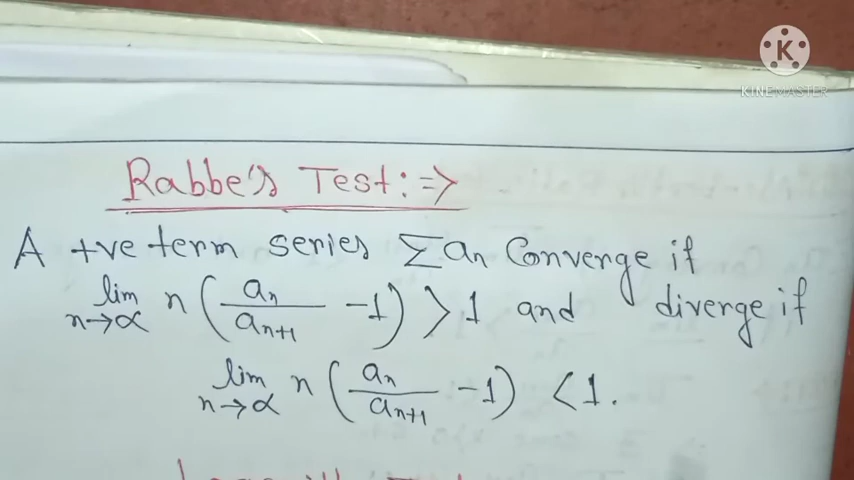 K
KINEMASTER
Rabbe's Test: ⇒
A +ve term series Σan Converge if
lim n→∝ n (an/an+1 -1) > 1 and diverge if
lim n→∝ n (an/an+1 -1) < 1.